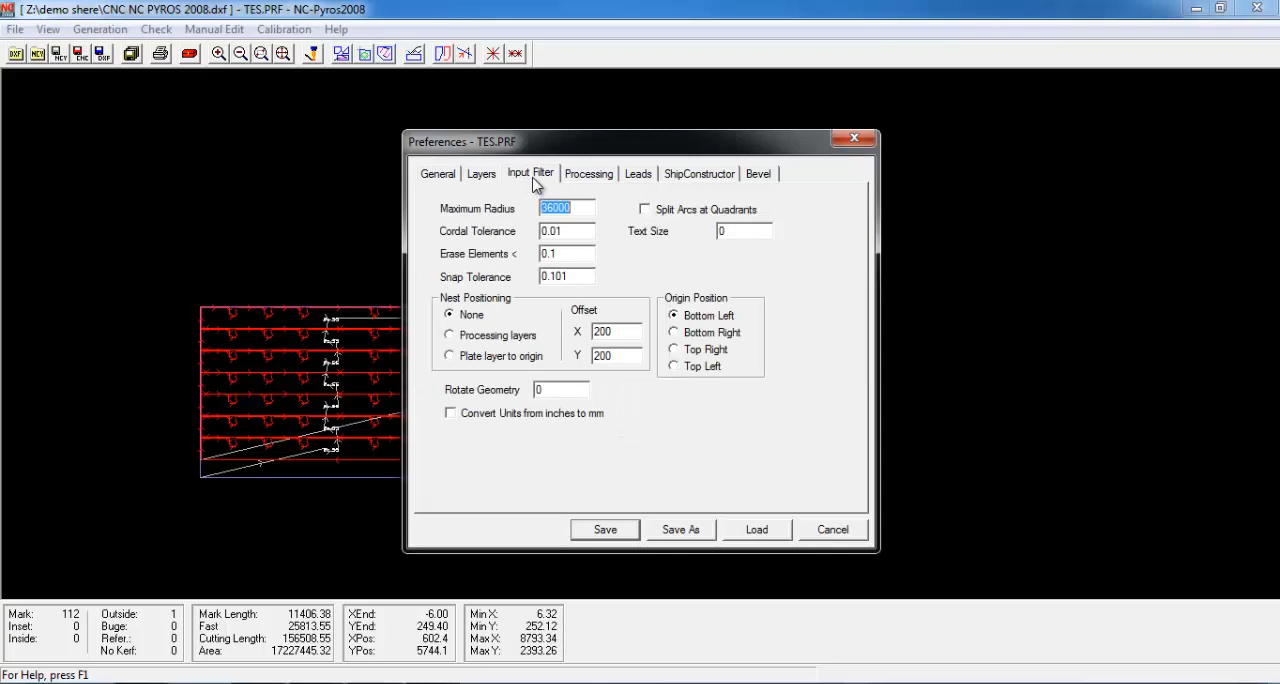 [ Z:\demo shere\CNC NC PYROS 2008.dxf ] - TES.PRF - NC-Pyros2008
File View Generation Check Manual Edit Calibration Help
DXF NCY NCY CNC DXF
Preferences - TES.PRF
General Layers Input Filter Processing Leads ShipConstructor Bevel
Maximum Radius 36000 Split Arcs at Quadrants
Cordal Tolerance 0.01 Text Size 0
Erase Elements < 0.1
Snap Tolerance 0.101
Nest Positioning Origin Position
None Offset Bottom Left
Processing layers X 200 Bottom Right
Plate layer to origin Y 200 Top Right
Top Left
Rotate Geometry 0
Convert Units from inches to mm
Save Save As Load Cancel
Mark: 112 Outside: 1 Mark Length: 11406.38 XEnd: -6.00 Min X: 6.32
Inset: 0 Buge: 0 Fast 25813.55 YEnd: 249.40 Min Y: 252.12
Inside: 0 Refer.: 0 Cutting Length: 156508.55 XPos: 602.4 Max X: 8793.34
No Kerf: 0 Area: 17227445.32 YPos: 5744.1 Max Y: 2393.26
For Help, press F1